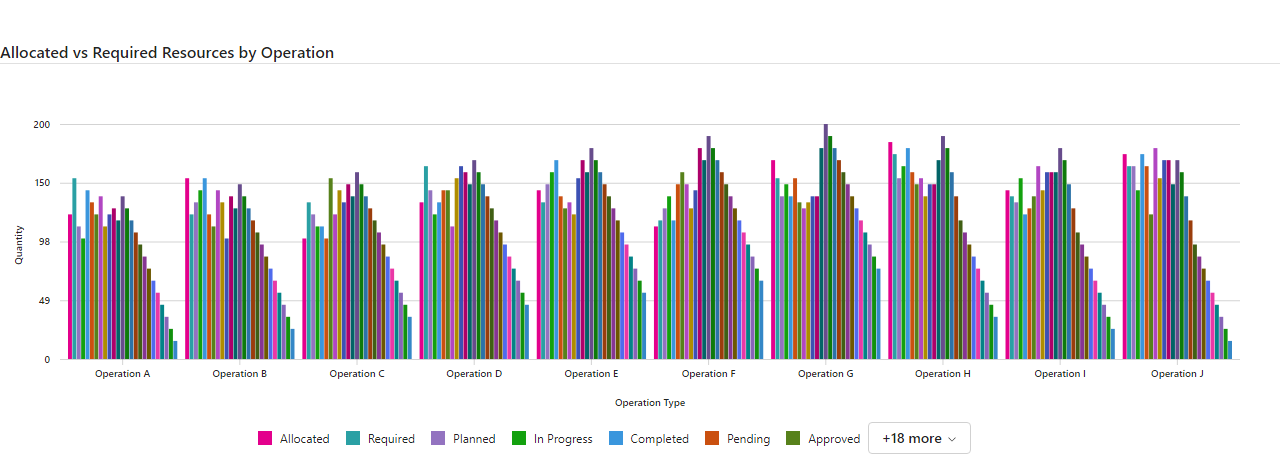 Allocated vs Required Resources by Operation
200
150
98
49
0
Quantity
Operation A Operation B Operation C Operation D Operation E Operation F Operation G Operation H Operation I Operation J
Operation Type
Allocated Required Planned In Progress Completed Pending Approved +18 more